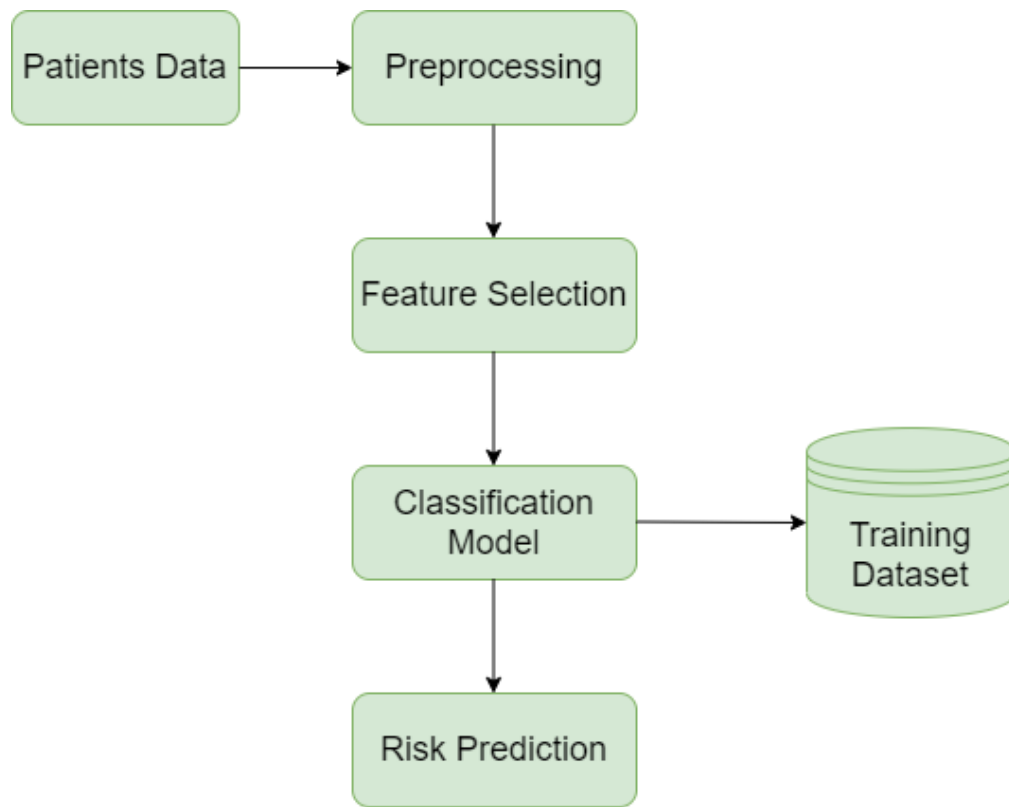 Patients Data
Preprocessing
Feature Selection
Classification
Model
Training
Dataset
Risk Prediction